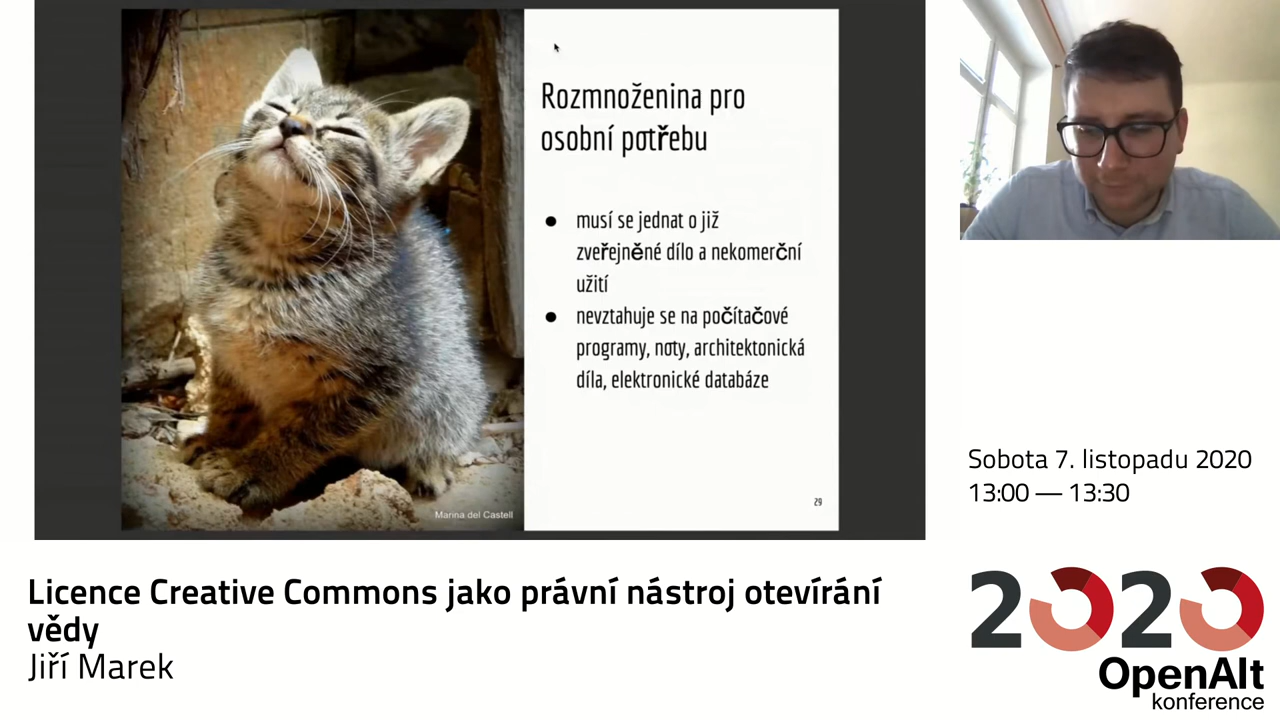 Rozmnoženina pro
osobní potřebu
● musí se jednat o již
zveřejněné dílo a nekomerční
užití
● nevztahuje se na počítačové
programy, noty, architektonická
díla, elektronické databáze
29
Marina del Castell
Sobota 7. listopadu 2020
13:00 — 13:30
Licence Creative Commons jako právní nástroj otevírání
vědy
Jiří Marek
2020
OpenAlt
konference